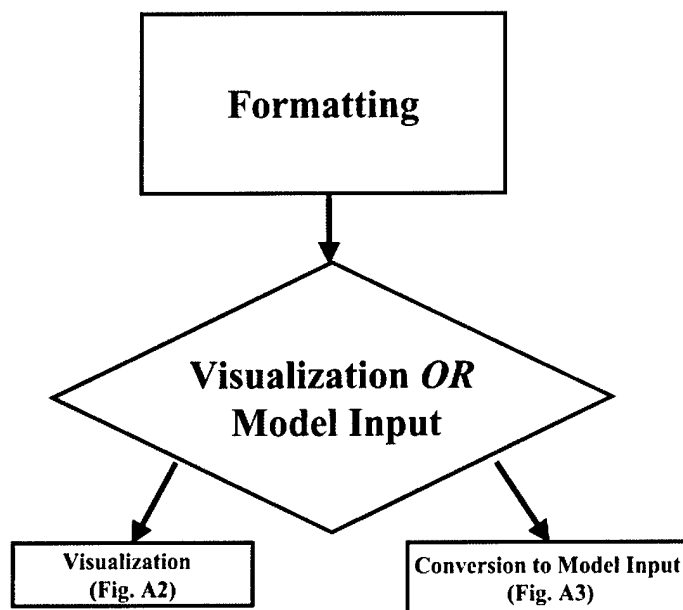 Formatting
Visualization OR
Model Input
Visualization
(Fig. A2)
Conversion to Model Input
(Fig. A3)